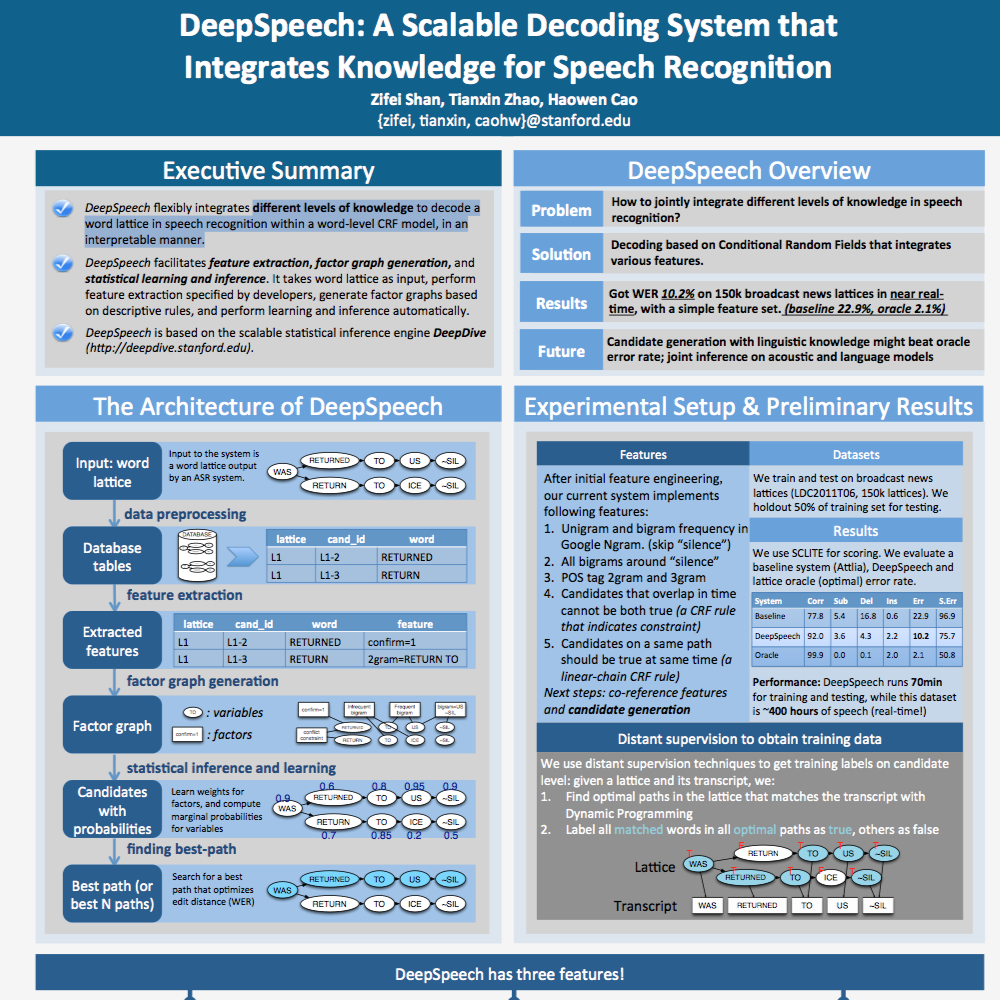 DeepSpeech: A Scalable Decoding System that
Integrates Knowledge for Speech Recognition
Zifei Shan, Tianxin Zhao, Haowen Cao
{zifei, tianxin, caohw}@stanford.edu
Executive Summary
DeepSpeech flexibly integrates different levels of knowledge to decode a
word lattice in speech recognition within a word-level CRF model, in an
interpretable manner.
DeepSpeech facilitates feature extraction, factor graph generation, and
statistical learning and inference. It takes word lattice as input, perform
feature extraction specified by developers, generate factor graphs based
on descriptive rules, and perform learning and inference automatically.
DeepSpeech is based on the scalable statistical inference engine DeepDive
(http://deepdive.stanford.edu).
DeepSpeech Overview
Problem
How to jointly integrate different levels of knowledge in speech
recognition?
Solution
Decoding based on Conditional Random Fields that integrates
various features.
Results
Got WER 10.2% on 150k broadcast news lattices in near real-
time, with a simple feature set. (baseline 22.9%, oracle 2.1%)
Future
Candidate generation with linguistic knowledge might beat oracle
error rate; joint inference on acoustic and language models
The Architecture of DeepSpeech
Input: word
lattice
Input to the system is
a word lattice output
by an ASR system.
WAS
RETURNED TO US ~SIL
RETURN TO ICE ~SIL
data preprocessing
Database
tables
DATABASE
lattice cand_id word
L1 L1-2 RETURNED
L1 L1-3 RETURN
feature extraction
Extracted
features
lattice cand_id word feature
L1 L1-2 RETURNED confirm=1
L1 L1-3 RETURN 2gram=RETURN TO
factor graph generation
Factor graph
TO : variables
confirm=1 : factors
confirm=1 Infrequent bigram Frequent bigram bigram=US ~SIL
RETURNED TO US ~SIL
conflict constraint
RETURN TO ICE ~SIL
statistical inference and learning
Candidates
with
probabilities
Learn weights for
factors, and compute
marginal probabilities
for variables
0.6 0.8 0.95 0.9
0.9
RETURNED TO US ~SIL
WAS
RETURN TO ICE ~SIL
0.7 0.85 0.2 0.5
finding best-path
Best path (or
best N paths)
Search for a best
path that optimizes
edit distance (WER)
RETURNED TO US ~SIL
WAS
RETURN TO ICE ~SIL
Experimental Setup & Preliminary Results
Features
After initial feature engineering,
our current system implements
following features:
1. Unigram and bigram frequency in
Google Ngram. (skip “silence”)
2. All bigrams around “silence”
3. POS tag 2gram and 3gram
4. Candidates that overlap in time
cannot be both true (a CRF rule
that indicates constraint)
5. Candidates on a same path
should be true at same time (a
linear-chain CRF rule)
Next steps: co-reference features
and candidate generation
Datasets
We train and test on broadcast news
lattices (LDC2011T06, 150k lattices). We
holdout 50% of training set for testing.
Results
We use SCLITE for scoring. We evaluate a
baseline system (Attlia), DeepSpeech and
lattice oracle (optimal) error rate.
System Corr Sub Del Ins Err S.Err
Baseline 77.8 5.4 16.8 0.6 22.9 96.9
DeepSpeech 92.0 3.6 4.3 2.2 10.2 75.7
Oracle 99.9 0.0 0.1 2.0 2.1 50.8
Performance: DeepSpeech runs 70min
for training and testing, while this dataset
is ~400 hours of speech (real-time!)
Distant supervision to obtain training data
We use distant supervision techniques to get training labels on candidate
level: given a lattice and its transcript, we:
1. Find optimal paths in the lattice that matches the transcript with
Dynamic Programming
2. Label all matched words in all optimal paths as true, others as false
F T T T
RETURN TO US ~SIL
Lattice
T
WAS
T T F T
RETURNED TO ICE ~SIL
Transcript WAS RETURNED TO US ~SIL
DeepSpeech has three features!